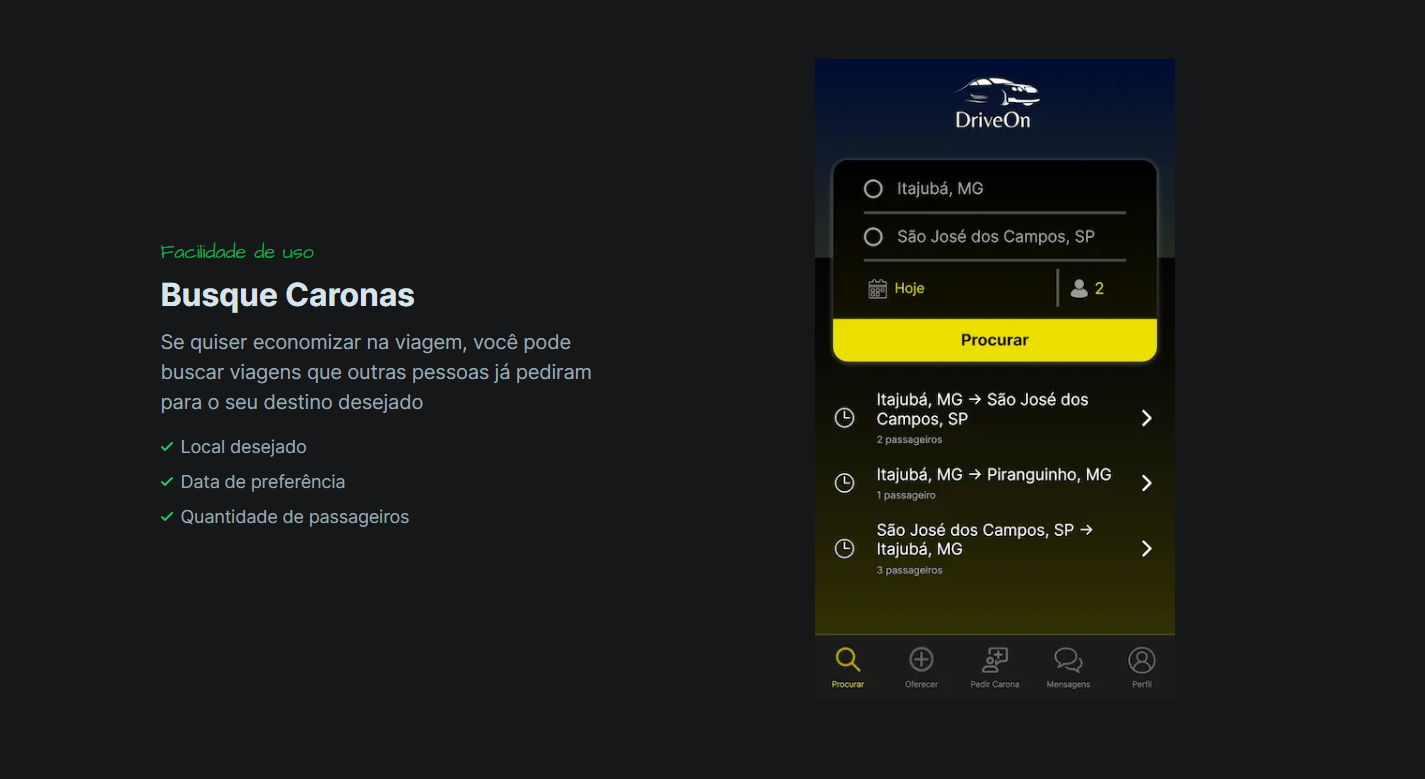 Facilidade de uso
Busque Caronas
Se quiser economizar na viagem, você pode
buscar viagens que outras pessoas já pediram
para o seu destino desejado
Local desejado
Data de preferência
Quantidade de passageiros
DriveOn
Itajubá, MG
São José dos Campos, SP
Hoje
2
Procurar
Itajubá, MG → São José dos
Campos, SP
2 passageiros
Itajubá, MG → Piranguinho, MG
1 passageiro
São José dos Campos, SP →
Itajubá, MG
3 passageiros
Procurar
Oferecer
Pedir Carona
Mensagens
Perfil